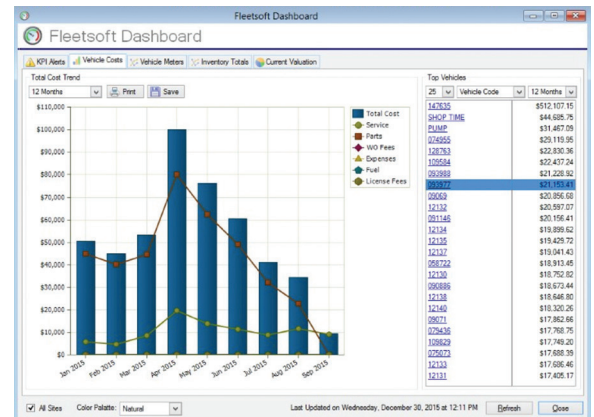 Fleetsoft Dashboard
Fleetsoft Dashboard
KPI Alerts Vehicle Costs Vehicle Meters Inventory Totals Current Valuation
Total Cost Trend
12 Months Print Save
$110,000
$100,000
$90,000
$80,000
$70,000
$60,000
$50,000
$40,000
$30,000
$20,000
$10,000
$0
Jan 2015 Feb 2015 Mar 2015 Apr 2015 May 2015 Jun 2015 Jul 2015 Aug 2015 Sep 2015
Total Cost
Service
Parts
WO Fees
Expenses
Fuel
License Fees
Top Vehicles
25 Vehicle Code 12 Months
147635 $512,107.15
SHOP TIME $44,685.75
PUMP $31,467.09
074955 $29,119.95
128763 $22,830.36
109584 $22,437.24
093988 $21,228.92
$21,153.41
09069 $20,856.68
12132 $20,597.07
091146 $20,156.41
12134 $19,899.62
12135 $19,429.72
12137 $19,041.43
058722 $18,913.45
12130 $18,752.82
090886 $18,673.44
12138 $18,646.80
12140 $18,320.26
09071 $17,862.66
079436 $17,768.75
109829 $17,749.20
075073 $17,688.39
12133 $17,686.46
12131 $17,405.17
All Sites Color Palatte: Natural Last Updated on Wednesday, December 30, 2015 at 12:11 PM Refresh Close